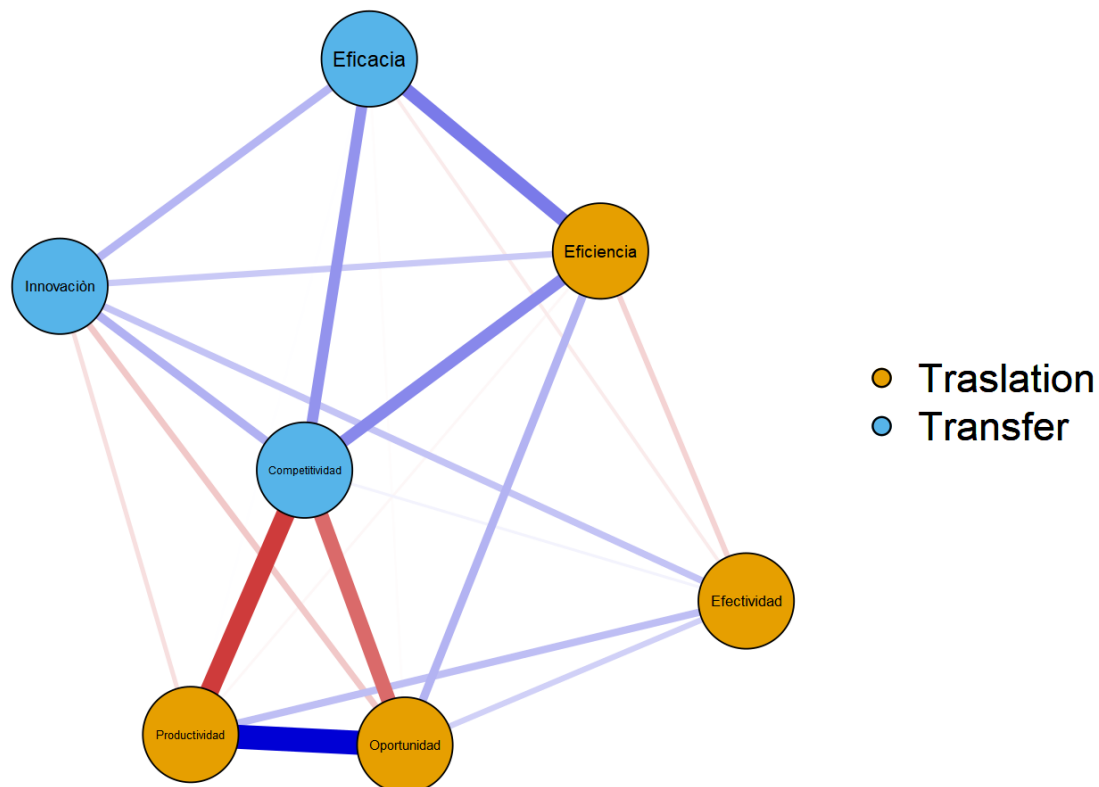 Eficacia
Eficiencia
Innovación
Traslation
Transfer
Competitividad
Efectividad
Productividad
Oportunidad